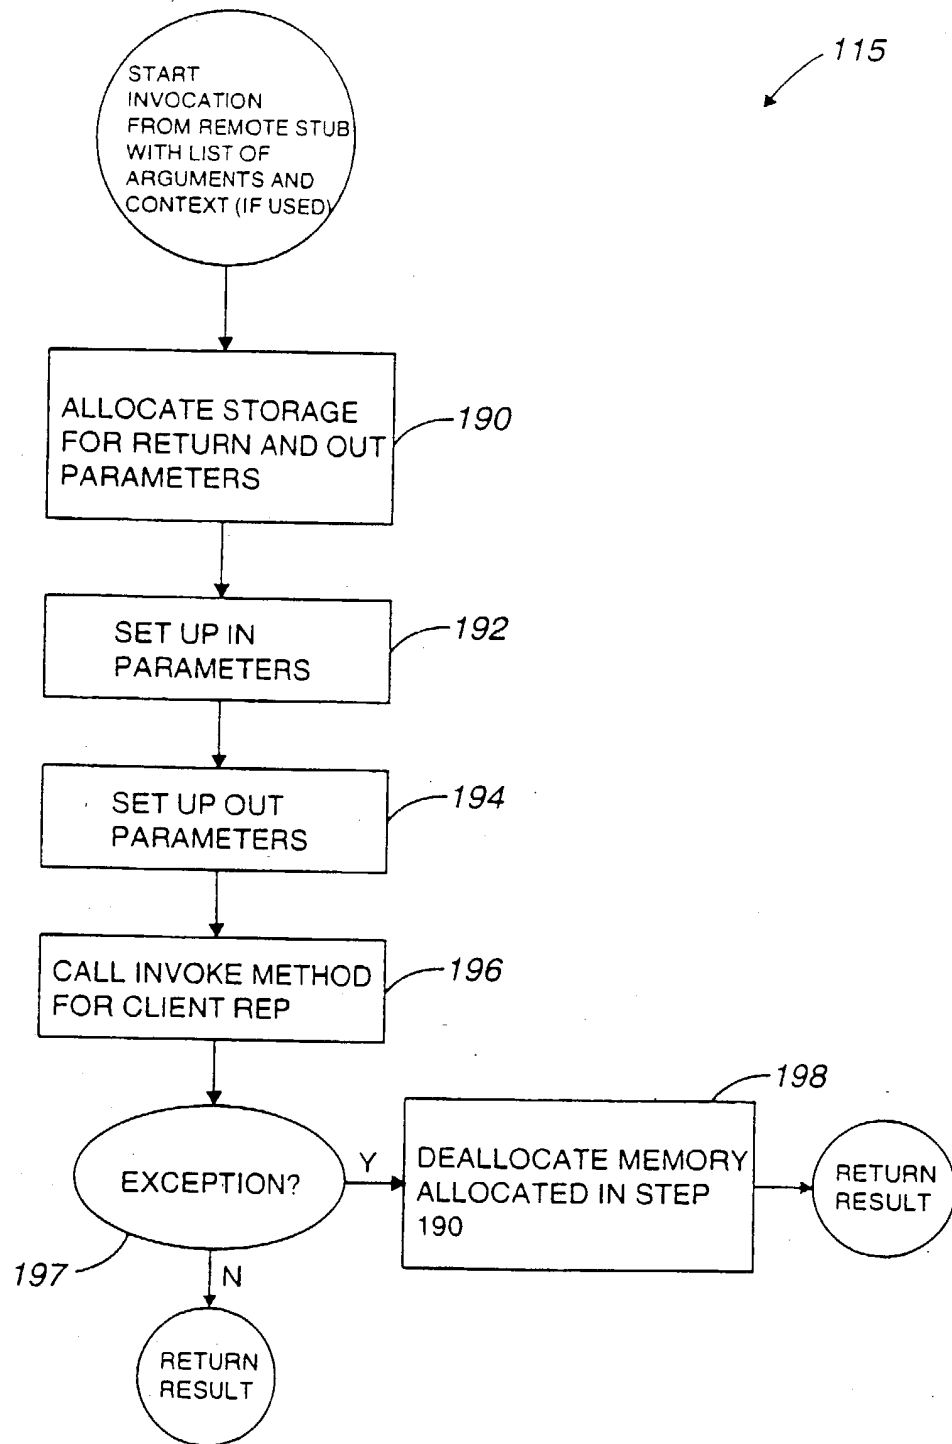 115
START
INVOCATION
FROM REMOTE STUB
WITH LIST OF
ARGUMENTS AND
CONTEXT (IF USED)
ALLOCATE STORAGE
FOR RETURN AND OUT
PARAMETERS
190
SET UP IN
PARAMETERS
192
SET UP OUT
PARAMETERS
194
CALL INVOKE METHOD
FOR CLIENT REP
196
EXCEPTION?
197
Y
N
198
DEALLOCATE MEMORY
ALLOCATED IN STEP
190
RETURN
RESULT
RETURN
RESULT